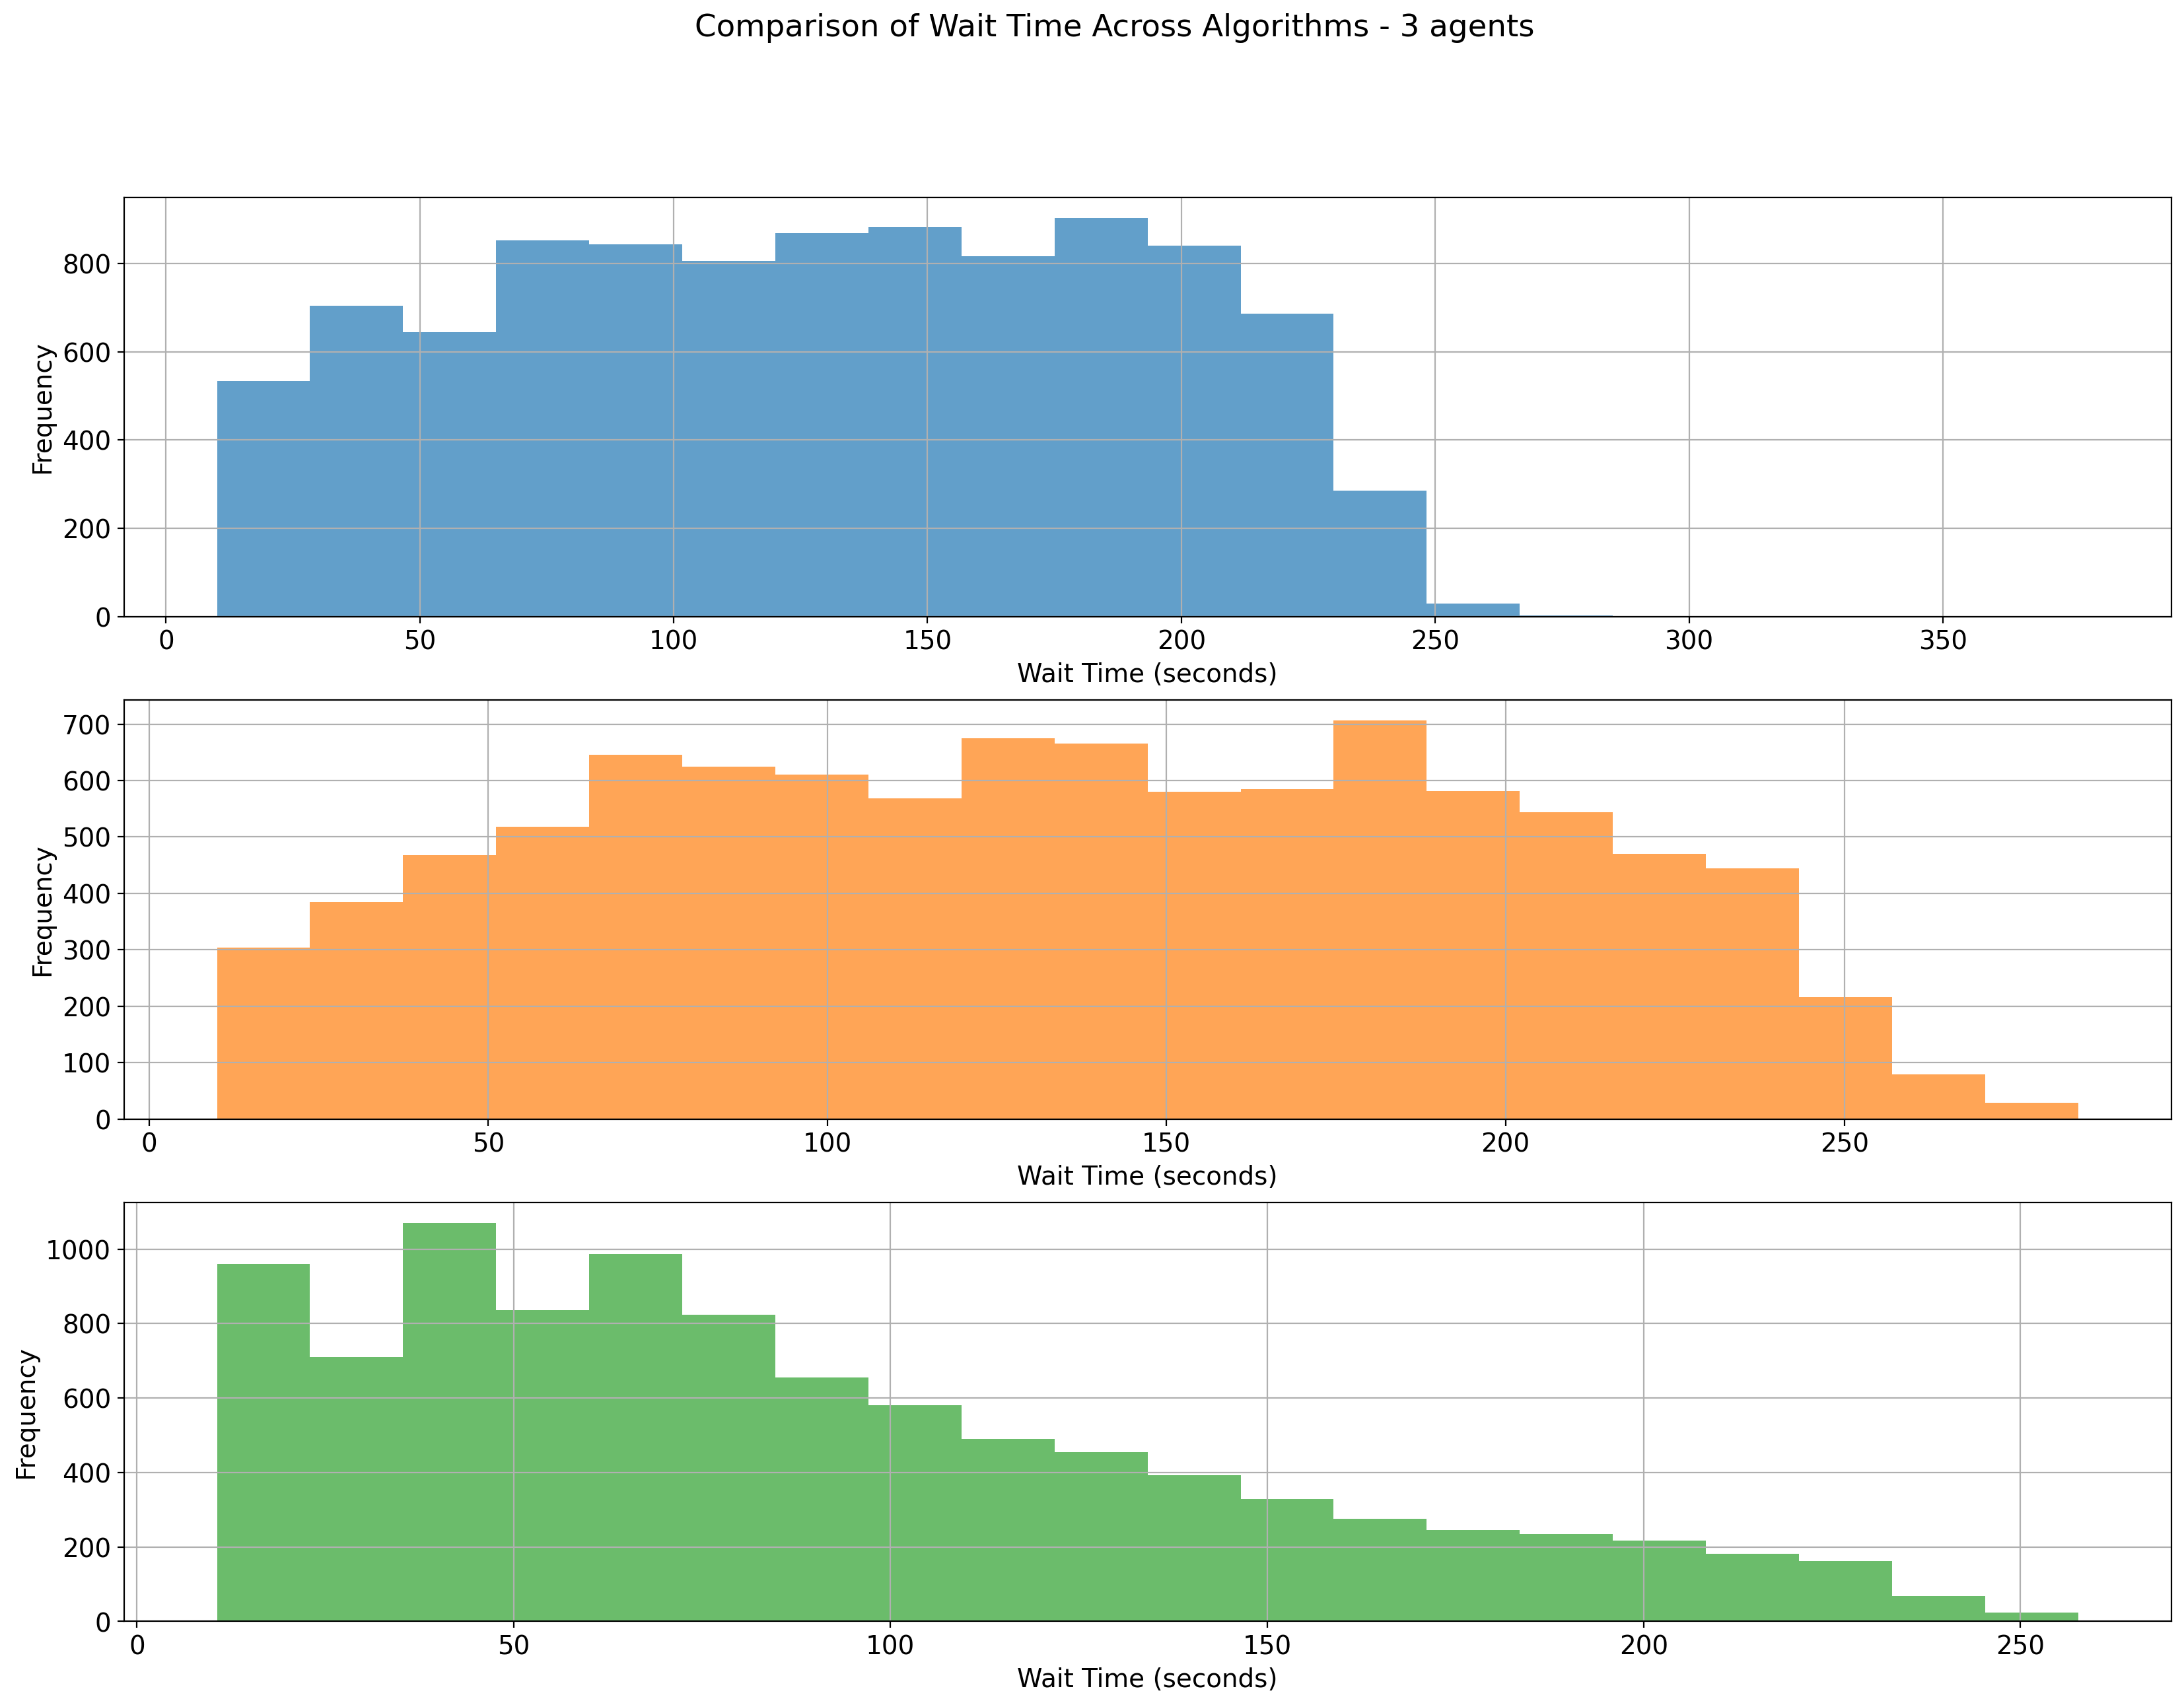 Comparison of Wait Time Across Algorithms - 3 agents
800
600
400
200
0
Frequency
0 50 100 150 200 250 300 350
Wait Time (seconds)
700
600
500
400
300
200
100
0
Frequency
0 50 100 150 200 250
Wait Time (seconds)
1000
800
600
400
200
0
Frequency
0 50 100 150 200 250
Wait Time (seconds)